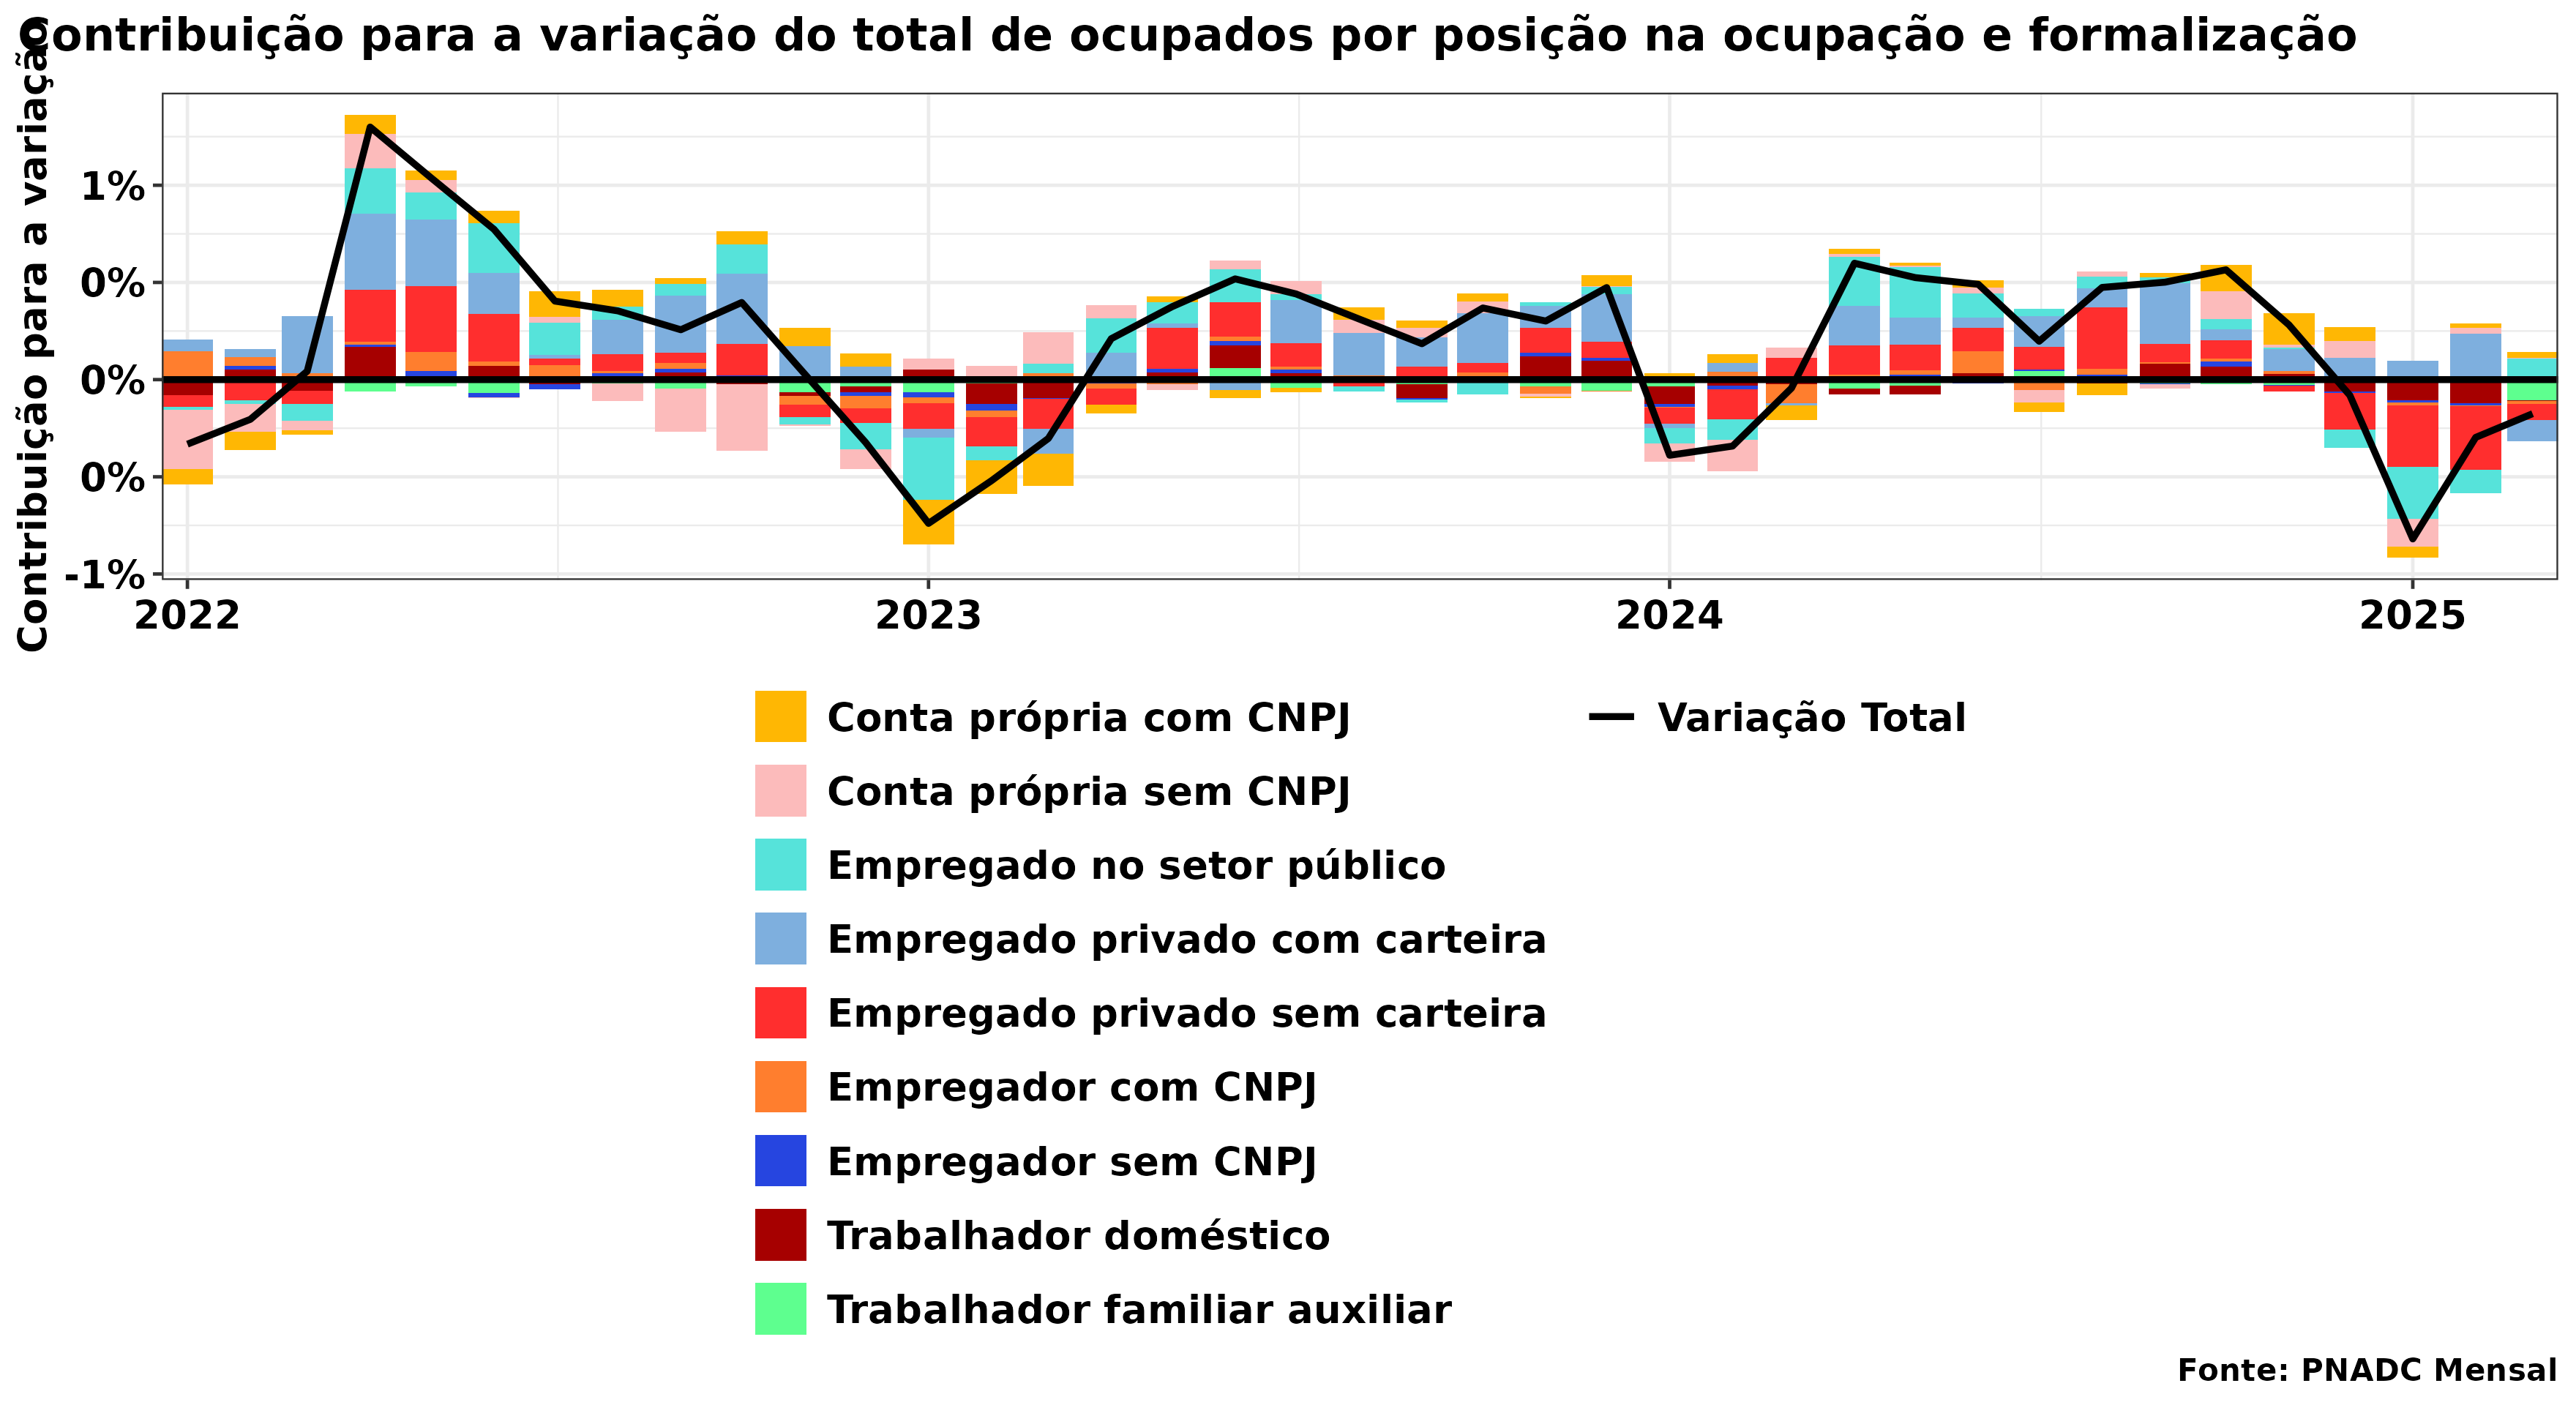 Contribuição para a variação do total de ocupados por posição na ocupação e formalização
Contribuição para a variação
1%
0%
0%
0%
-1%
2022
2023
2024
2025
Conta própria com CNPJ
Conta própria sem CNPJ
Empregado no setor público
Empregado privado com carteira
Empregado privado sem carteira
Empregador com CNPJ
Empregador sem CNPJ
Trabalhador doméstico
Trabalhador familiar auxiliar
Variação Total
Fonte: PNADC Mensal